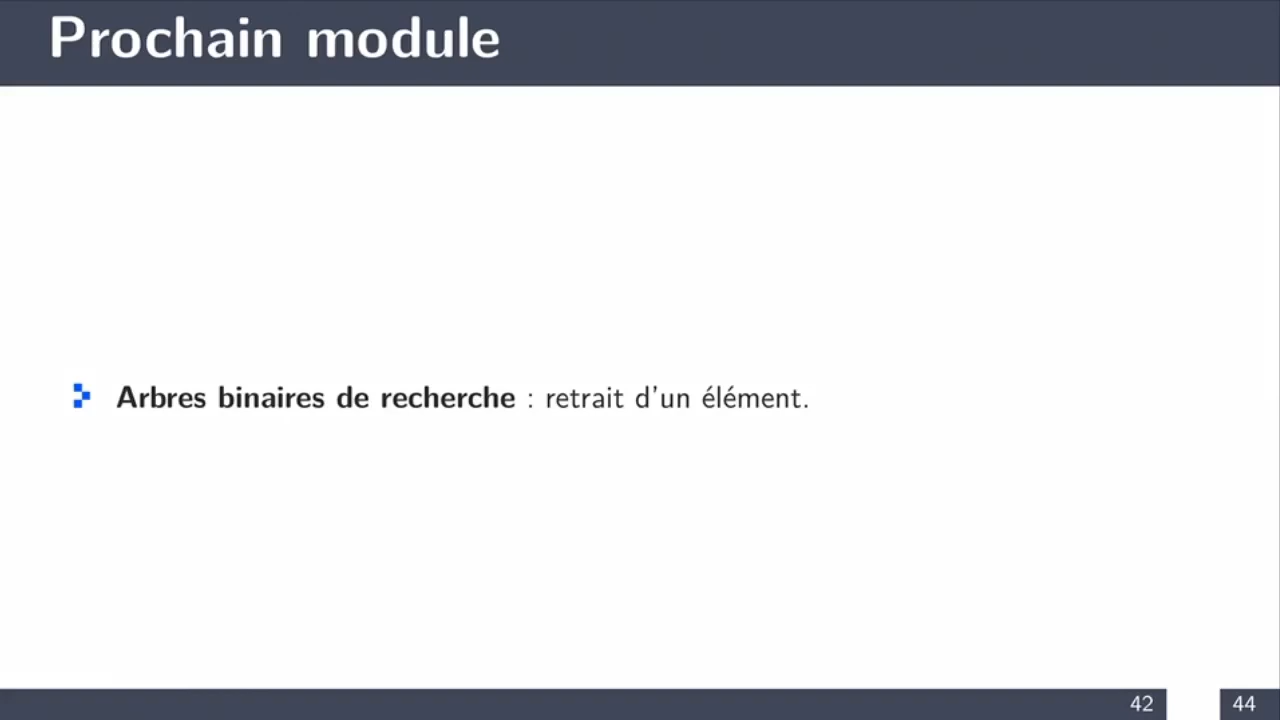 Prochain module
Arbres binaires de recherche : retrait d'un élément.
42
44